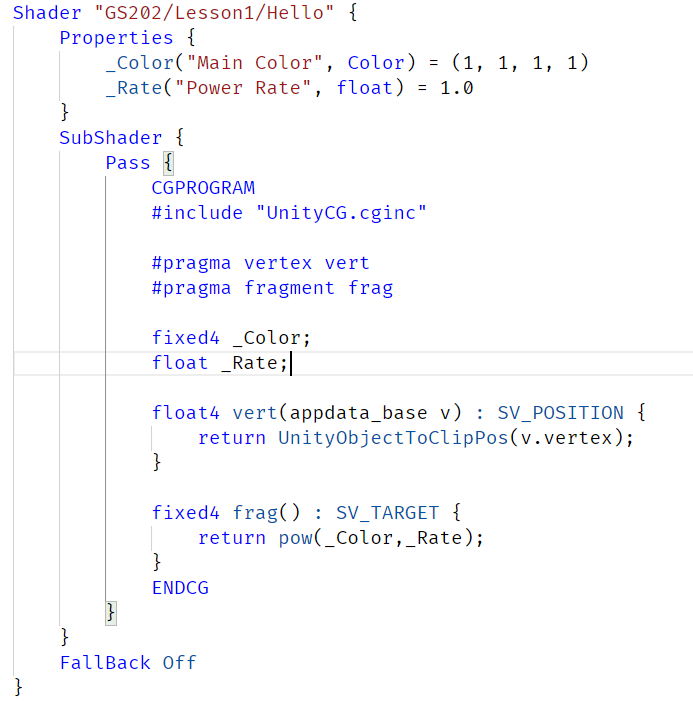 Shader "GS202/Lesson1/Hello" {
    Properties {
        _Color("Main Color", Color) = (1, 1, 1, 1)
        _Rate("Power Rate", float) = 1.0
    }
    SubShader {
        Pass {
            CGPROGRAM
            #include "UnityCG.cginc"

            #pragma vertex vert
            #pragma fragment frag

            fixed4 _Color;
            float _Rate;

            float4 vert(appdata_base v) : SV_POSITION {
                return UnityObjectToClipPos(v.vertex);
            }

            fixed4 frag() : SV_TARGET {
                return pow(_Color,_Rate);
            }
            ENDCG
        }
    }
    FallBack Off
}